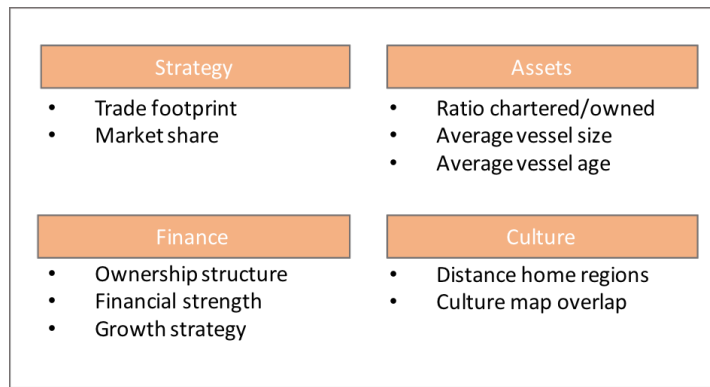 Strategy
• Trade footprint
• Market share
Assets
• Ratio chartered/owned
• Average vessel size
• Average vessel age
Finance
• Ownership structure
• Financial strength
• Growth strategy
Culture
• Distance home regions
• Culture map overlap